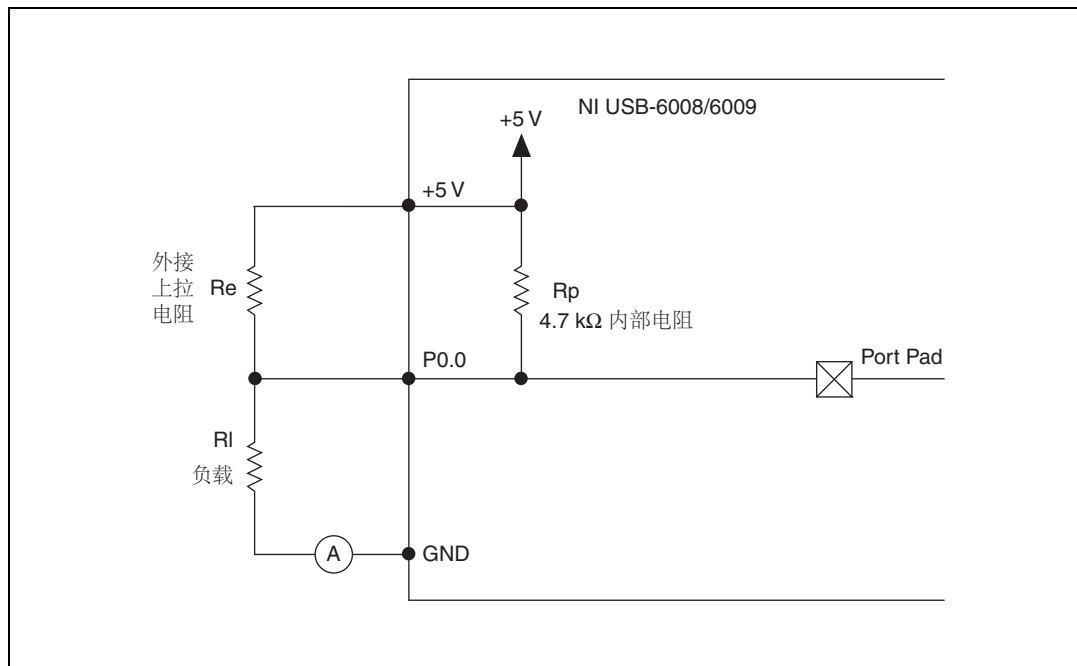 NI USB-6008/6009
+5 V
+5 V
外接
上拉
电阻
Re
Rp
4.7 kΩ 内部电阻
P0.0
Port Pad
Rl
负载
A
GND